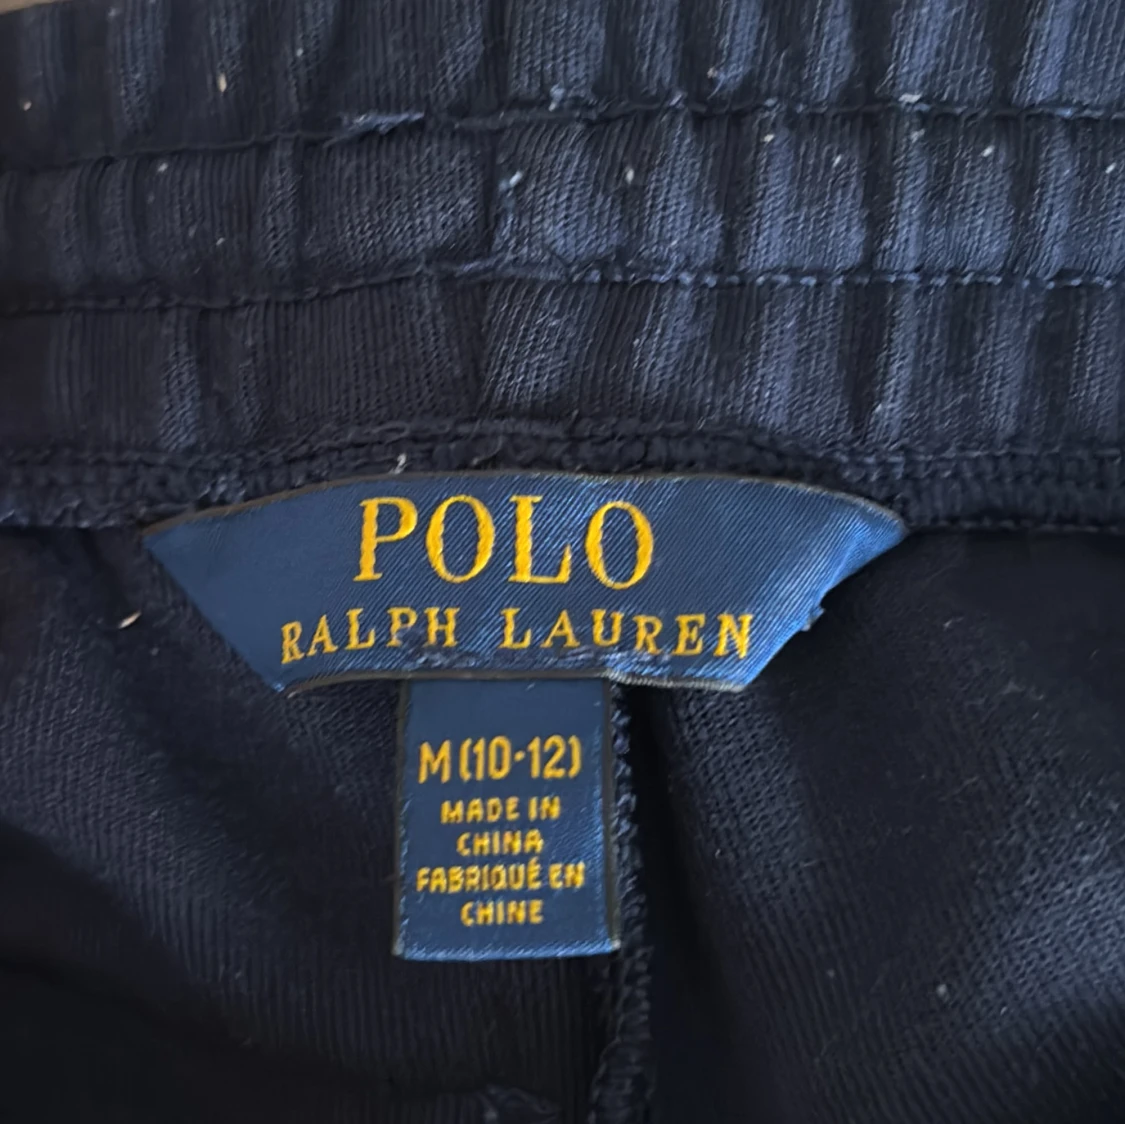 POLO
RALPH LAUREN
M (10-12)
MADE IN
CHINA
FABRIQUÉ EN
CHINE